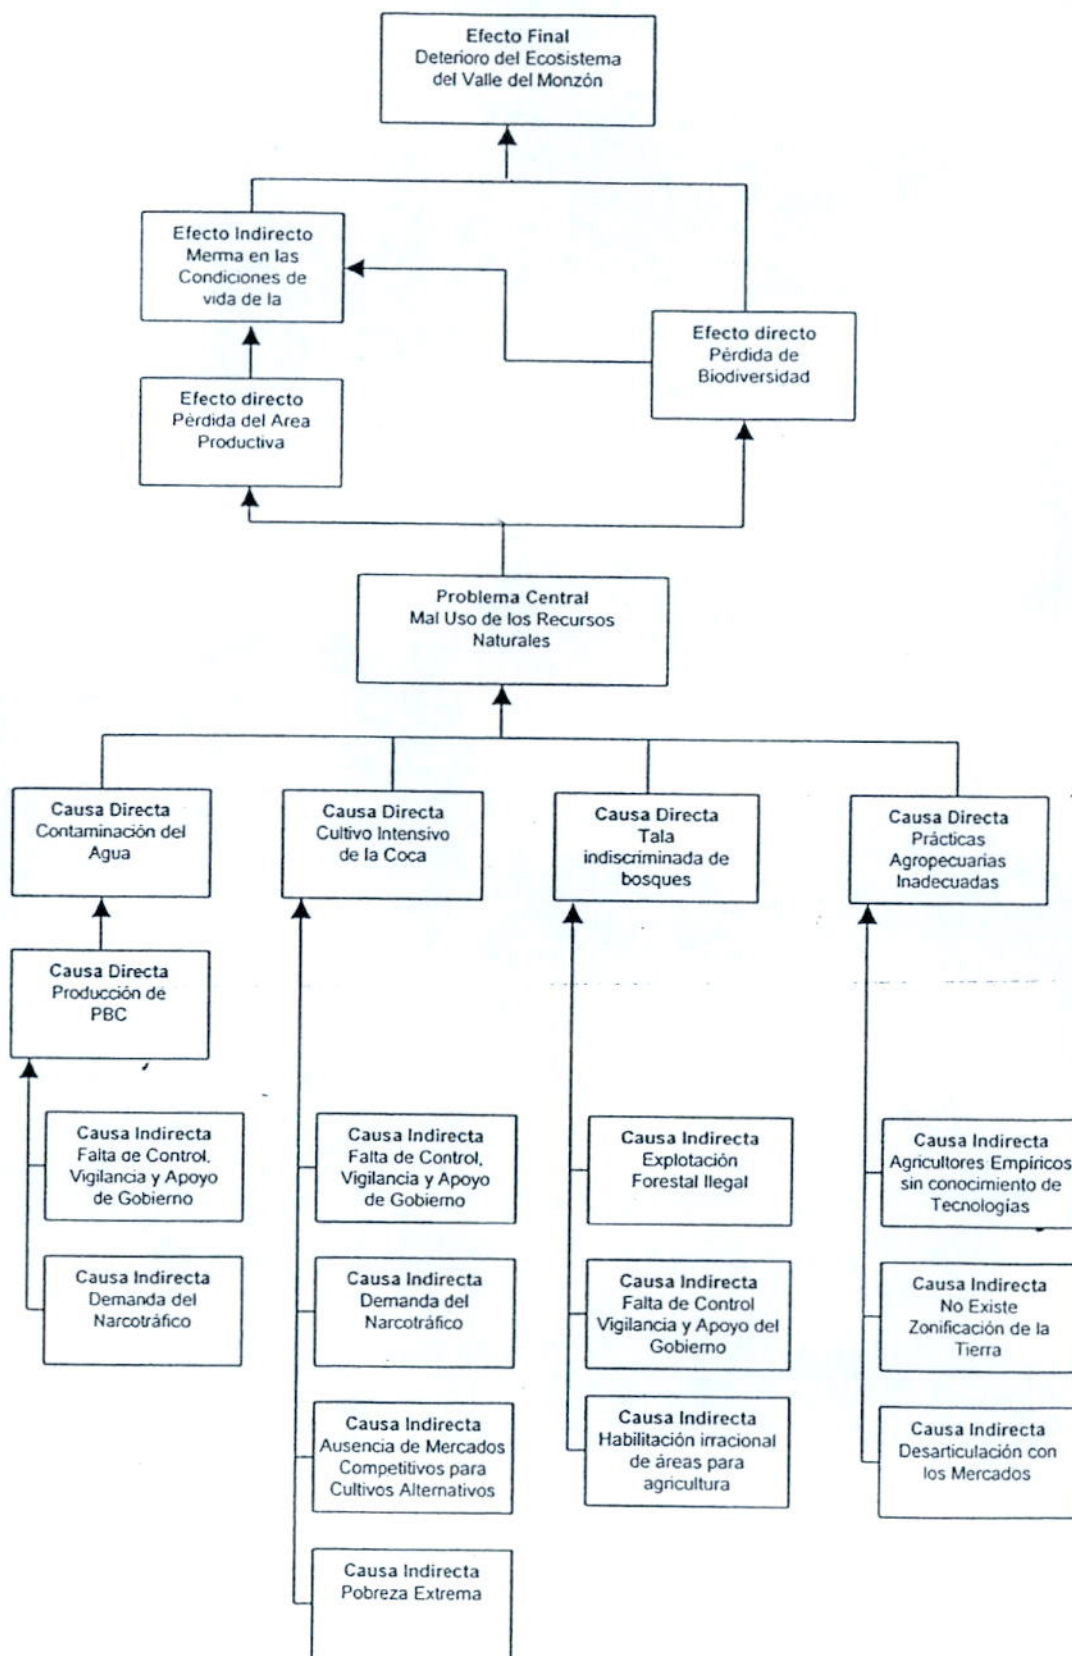 Efecto Final
Deterioro del Ecosistema
del Valle del Monzón
Efecto Indirecto
Merma en las
Condiciones de
vida de la
Efecto directo
Pérdida de
Biodiversidad
Efecto directo
Pérdida del Area
Productiva
Problema Central
Mal Uso de los Recursos
Naturales
Causa Directa
Contaminación del
Agua
Causa Directa
Cultivo Intensivo
de la Coca
Causa Directa
Tala
indiscriminada de
bosques
Causa Directa
Prácticas
Agropecuarias
Inadecuadas
Causa Directa
Producción de
PBC
Causa Indirecta
Falta de Control,
Vigilancia y Apoyo
de Gobierno
Causa Indirecta
Falta de Control,
Vigilancia y Apoyo
de Gobierno
Causa Indirecta
Explotación
Forestal Ilegal
Causa Indirecta
Agricultores Empíricos
sin conocimiento de
Tecnologías
Causa Indirecta
Demanda del
Narcotráfico
Causa Indirecta
Demanda del
Narcotráfico
Causa Indirecta
Falta de Control
Vigilancia y Apoyo del
Gobierno
Causa Indirecta
No Existe
Zonificación de la
Tierra
Causa Indirecta
Ausencia de Mercados
Competitivos para
Cultivos Alternativos
Causa Indirecta
Habilitación irracional
de áreas para
agricultura
Causa Indirecta
Desarticulación con
los Mercados
Causa Indirecta
Pobreza Extrema